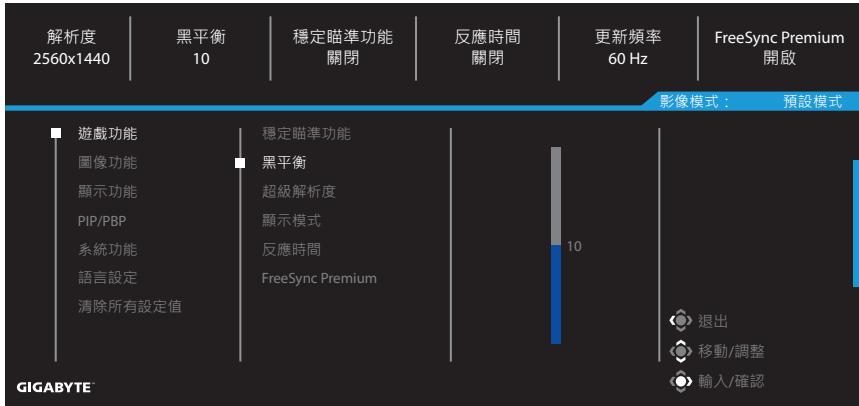 解析度
2560x1440
黑平衡
10
穩定瞄準功能
關閉
反應時間
關閉
更新頻率
60 Hz
FreeSync Premium
開啟
影像模式： 預設模式
遊戲功能
圖像功能
顯示功能
PIP/PBP
系統功能
語言設定
清除所有設定值
穩定瞄準功能
黑平衡
超級解析度
顯示模式
反應時間
FreeSync Premium
10
退出
移動/調整
輸入/確認
GIGABYTE™